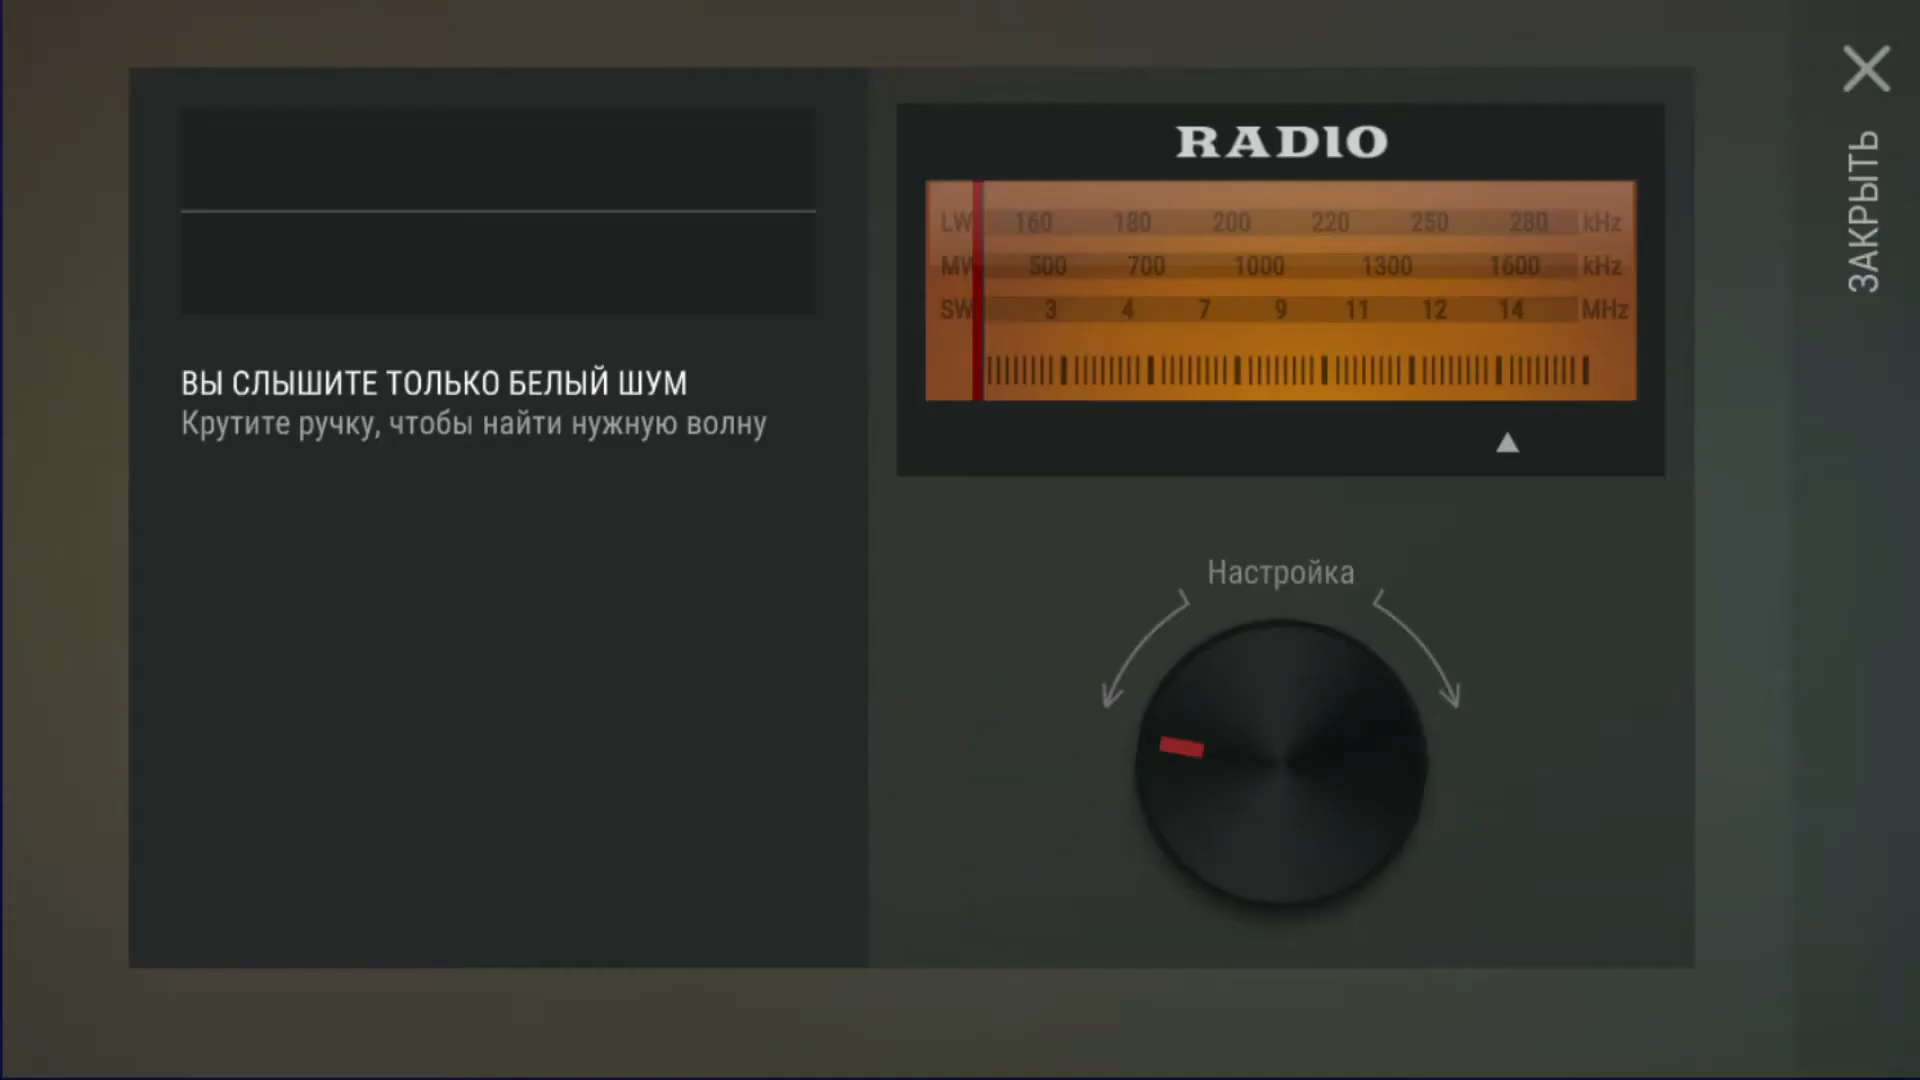 ВЫ СЛЫШИТЕ ТОЛЬКО БЕЛЫЙ ШУМ
Крутите ручку, чтобы найти нужную волну
RADIO
LW 160 180 200 220 250 280 kHz
MW 500 700 1000 1300 1600 kHz
SW 3 4 7 9 11 12 14 MHz
Настройка
ЗАКРЫТЬ